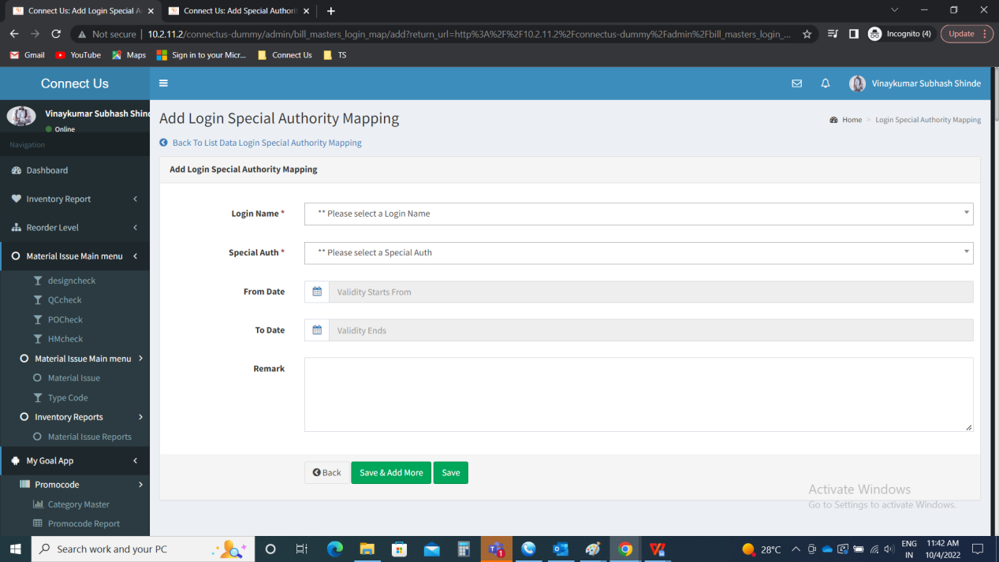 Connect Us: Add Login Special A
Connect Us: Add Special Authorit
Not secure | 10.2.11.2/connectus-dummy/admin/bill_masters_login_map/add?return_url=http%3A%2F%2F10.2.11.2%2Fconnectus-dummy%2Fadmin%2Fbill_masters_login_...
Incognito (4)
Update
Gmail
YouTube
Maps
Sign in to your Micr...
Connect Us
TS
Connect Us
Vinaykumar Subhash Shinde
Vinaykumar Subhash Shin
Online
Navigation
Dashboard
Inventory Report
Reorder Level
Material Issue Main menu
designcheck
QCcheck
POCheck
HMcheck
Material Issue Main menu
Material Issue
Type Code
Inventory Reports
Material Issue Reports
My Goal App
Promocode
Category Master
Promocode Report
Add Login Special Authority Mapping
Home > Login Special Authority Mapping
Back To List Data Login Special Authority Mapping
Add Login Special Authority Mapping
Login Name *
** Please select a Login Name
Special Auth *
** Please select a Special Auth
From Date
Validity Starts From
To Date
Validity Ends
Remark
Back
Save & Add More
Save
Activate Windows
Go to Settings to activate Windows.
Search work and your PC
1
28°C
ENG
IN
11:42 AM
10/4/2022